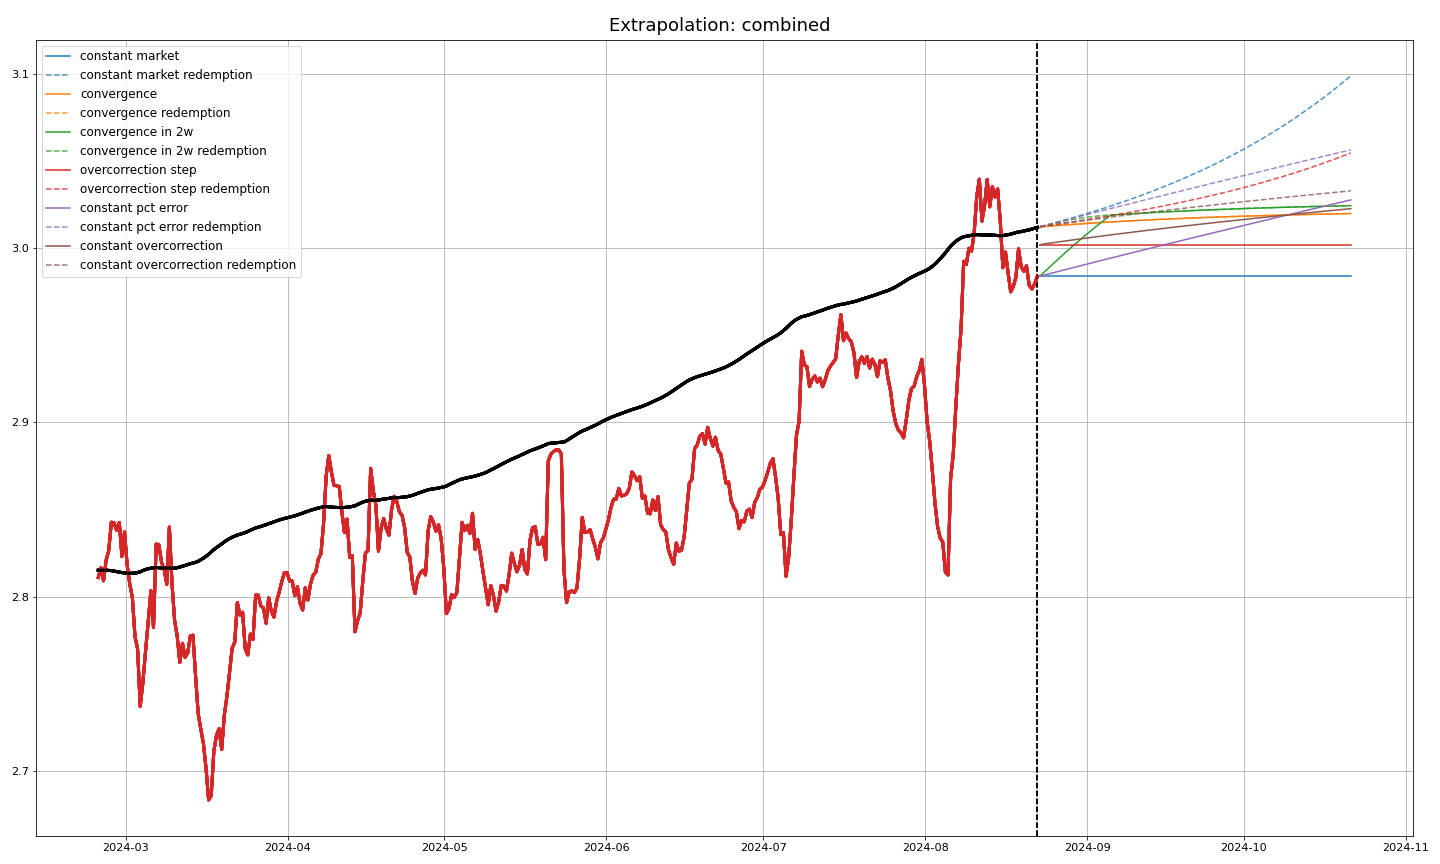 Extrapolation: combined
constant market
constant market redemption
convergence
convergence redemption
convergence in 2w
convergence in 2w redemption
overcorrection step
overcorrection step redemption
constant pct error
constant pct error redemption
constant overcorrection
constant overcorrection redemption
3.1
3.0
2.9
2.8
2.7
2024-03 2024-04 2024-05 2024-06 2024-07 2024-08 2024-09 2024-10 2024-11